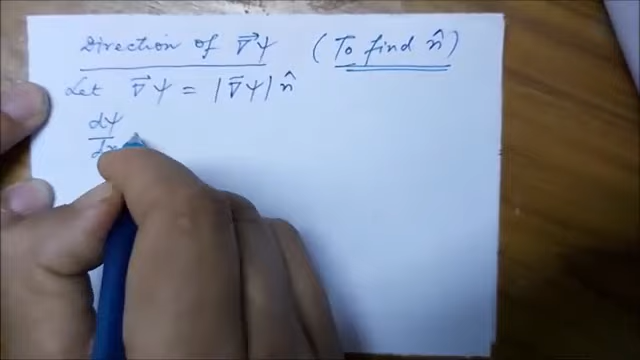 Direction of ∇⃗ψ (To find n̂)
Let ∇⃗ψ = |∇⃗ψ| n̂
dψ